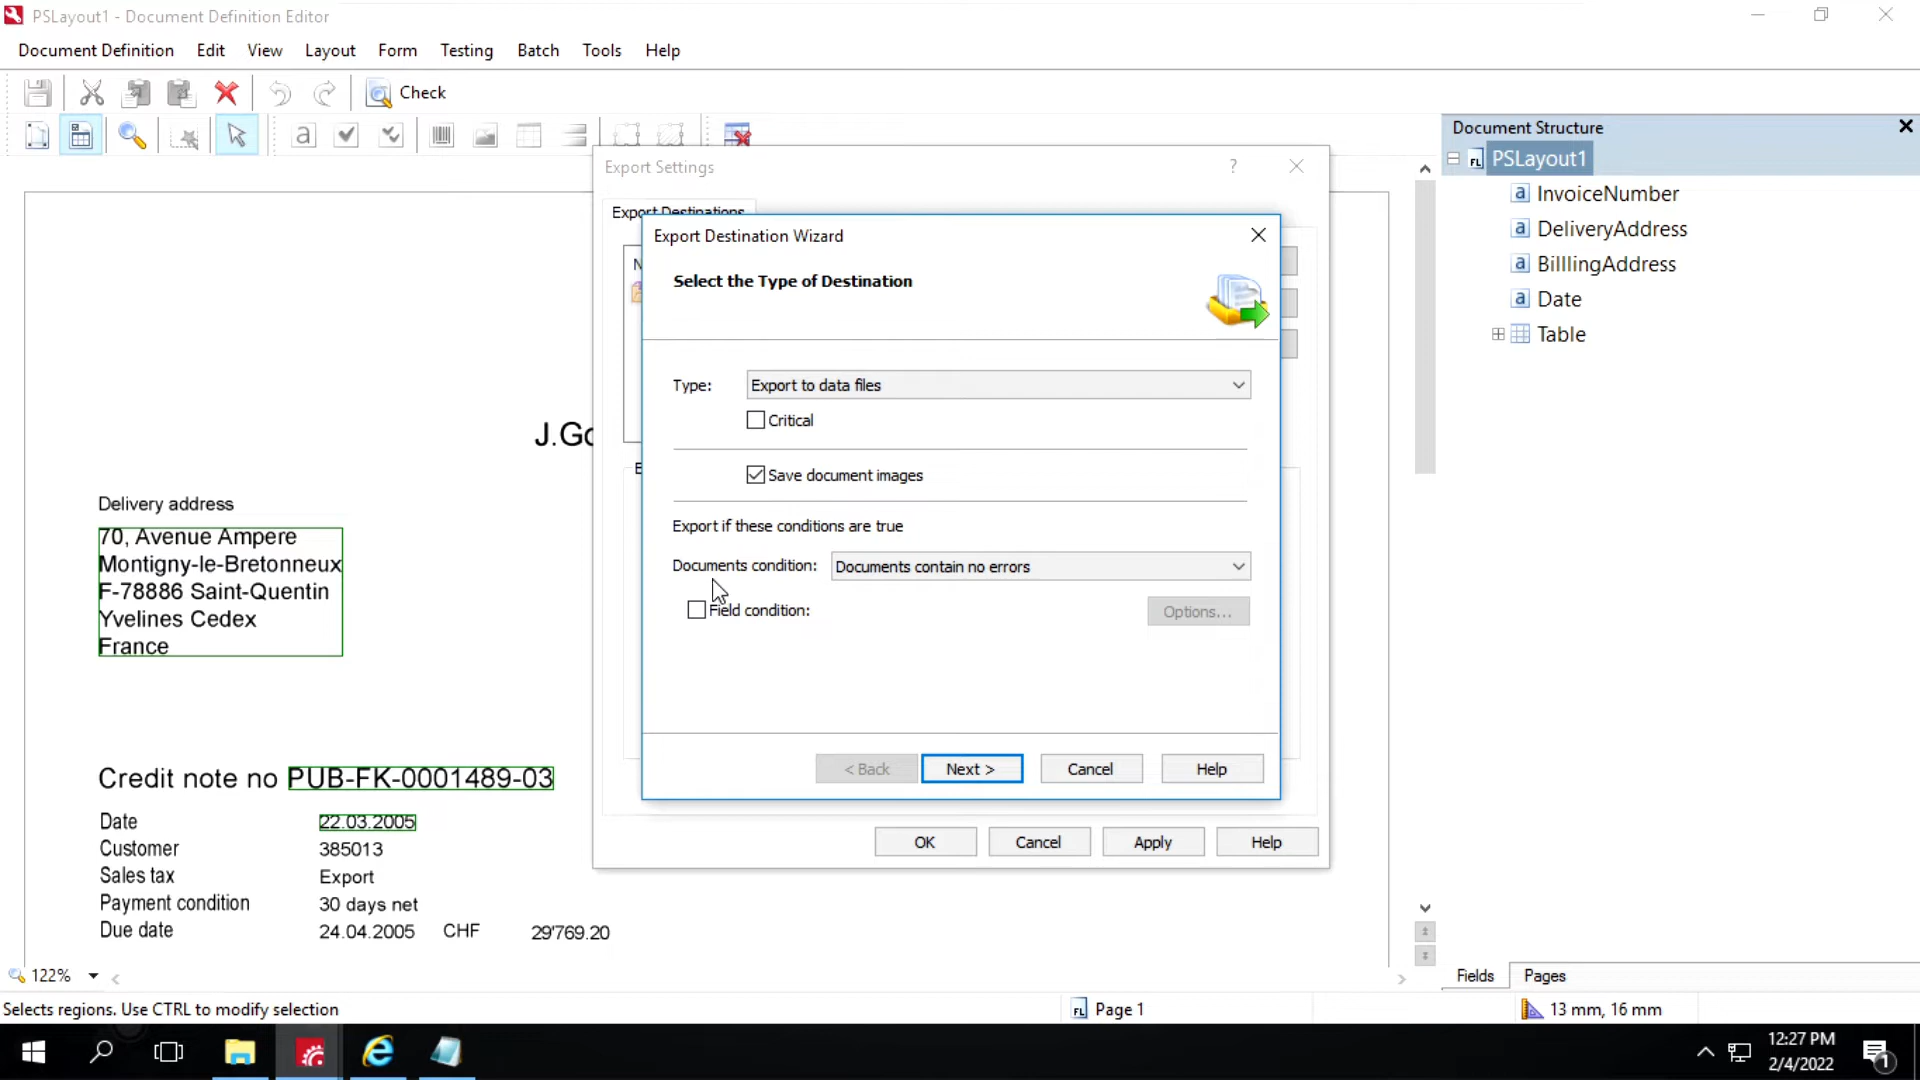 PSLayout1 - Document Definition Editor
Document Definition Edit View Layout Form Testing Batch Tools Help
Check
Document Structure
PSLayout1
InvoiceNumber
DeliveryAddress
BilllingAddress
Date
Table
Export Settings
Export Destinations
Export Destination Wizard
Select the Type of Destination
Type: Export to data files
Critical
Save document images
Export if these conditions are true
Documents condition: Documents contain no errors
Field condition: Options...
< Back Next > Cancel Help
OK Cancel Apply Help
J.Go
Delivery address
70, Avenue Ampere
Montigny-le-Bretonneux
F-78886 Saint-Quentin
Yvelines Cedex
France
Credit note no PUB-FK-0001489-03
Date 22.03.2005
Customer 385013
Sales tax Export
Payment condition 30 days net
Due date 24.04.2005 CHF 29'769.20
122%
Fields Pages
Selects regions. Use CTRL to modify selection
Page 1
13 mm, 16 mm
12:27 PM
2/4/2022
1